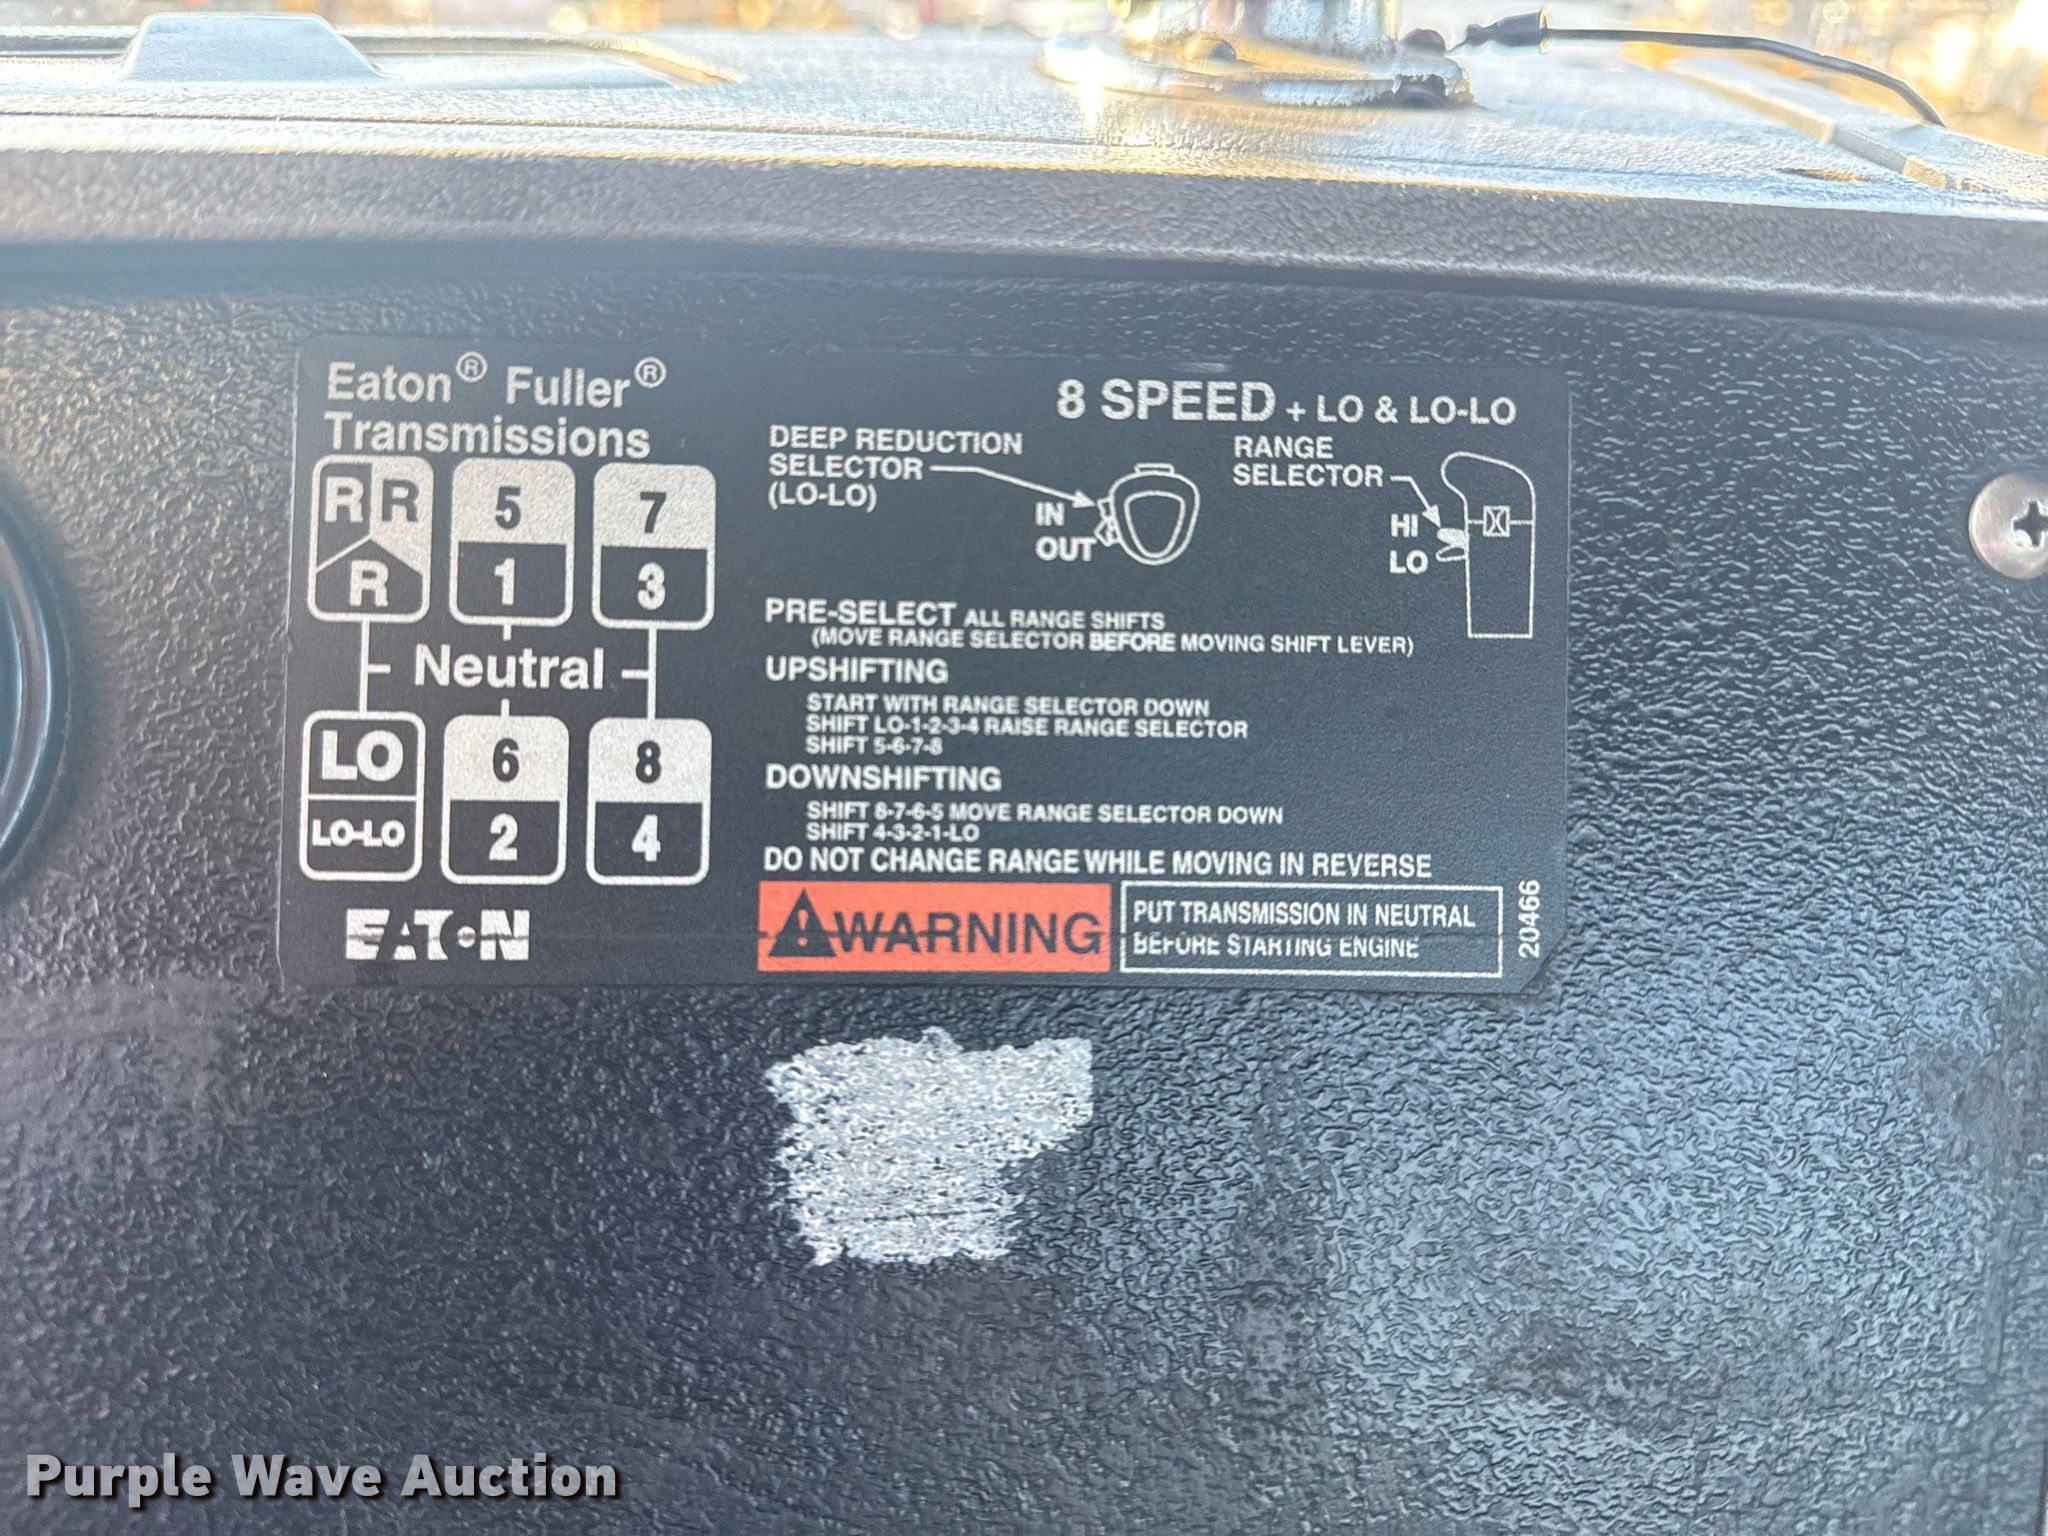 Eaton® Fuller®
Transmissions
R R
R
5
1
7
3
Neutral
LO
LO-LO
6
2
8
4
EATON
8 SPEED + LO & LO-LO
DEEP REDUCTION
SELECTOR
(LO-LO)
IN
OUT
RANGE
SELECTOR
HI
LO
PRE-SELECT ALL RANGE SHIFTS
(MOVE RANGE SELECTOR BEFORE MOVING SHIFT LEVER)
UPSHIFTING
START WITH RANGE SELECTOR DOWN
SHIFT LO-1-2-3-4 RAISE RANGE SELECTOR
SHIFT 5-6-7-8
DOWNSHIFTING
SHIFT 8-7-6-5 MOVE RANGE SELECTOR DOWN
SHIFT 4-3-2-1-LO
DO NOT CHANGE RANGE WHILE MOVING IN REVERSE
WARNING
PUT TRANSMISSION IN NEUTRAL
BEFORE STARTING ENGINE
20466
Purple Wave Auction